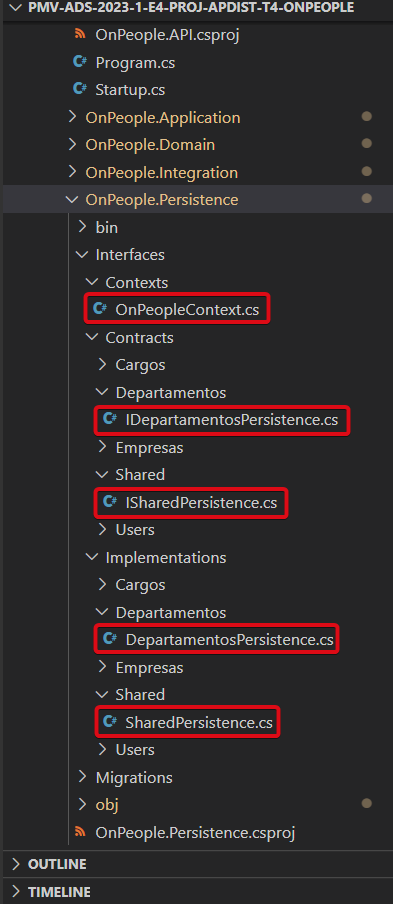 PMV-ADS-2023-1-E4-PROJ-APDIST-T4-ONPEOPLE
OnPeople.API.csproj
C# Program.cs
C# Startup.cs
OnPeople.Application
OnPeople.Domain
OnPeople.Integration
OnPeople.Persistence
bin
Interfaces
Contexts
C# OnPeopleContext.cs
Contracts
Cargos
Departamentos
C# IDepartamentosPersistence.cs
Empresas
Shared
C# ISharedPersistence.cs
Users
Implementations
Cargos
Departamentos
C# DepartamentosPersistence.cs
Empresas
Shared
C# SharedPersistence.cs
Users
Migrations
obj
OnPeople.Persistence.csproj
OUTLINE
TIMELINE